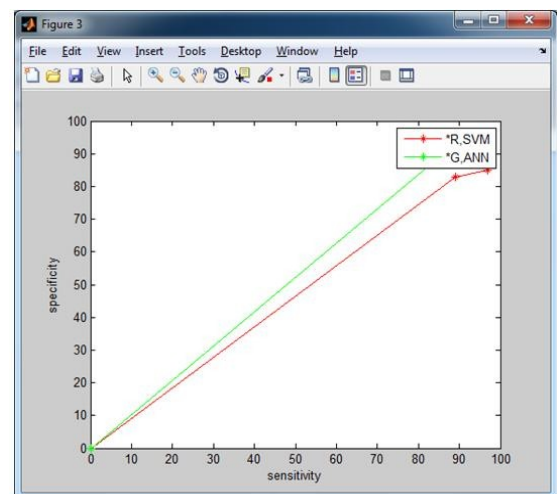 Figure 3
File Edit View Insert Tools Desktop Window Help
100
90
80
70
60
50
40
30
20
10
0
specificity
*R,SVM
*G,ANN
0 10 20 30 40 50 60 70 80 90 100
sensitivity